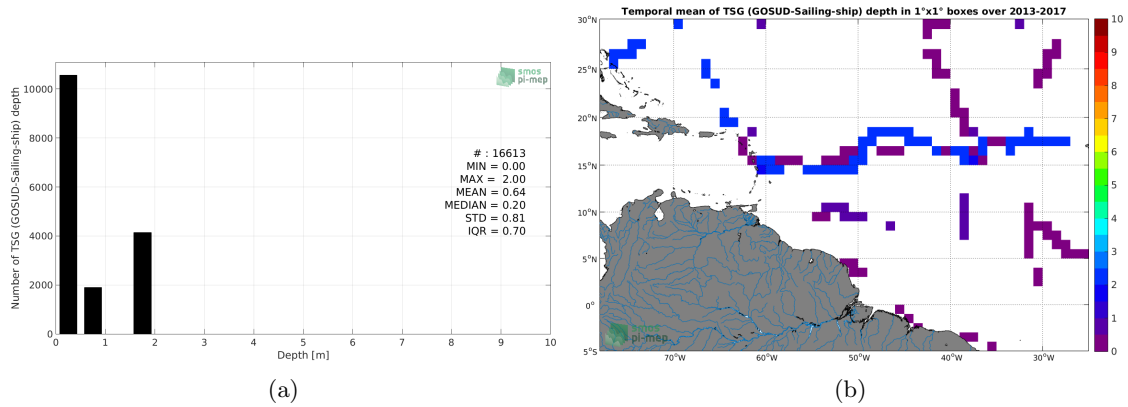 smos
pi-mep
Number of TSG (GOSUD-Sailing-ship) depth
10000
8000
6000
4000
2000
0
# : 16613
MIN = 0.00
MAX = 2.00
MEAN = 0.64
MEDIAN = 0.20
STD = 0.81
IQR = 0.70
0 1 2 3 4 5 6 7 8 9 10
Depth [m]
(a)
Temporal mean of TSG (GOSUD-Sailing-ship) depth in 1°x1° boxes over 2013-2017
30°N
25°N
20°N
15°N
10°N
5°N
0°
5°S
smos
pi-mep
70°W 60°W 50°W 40°W 30°W
10
9
8
7
6
5
4
3
2
1
0
(b)